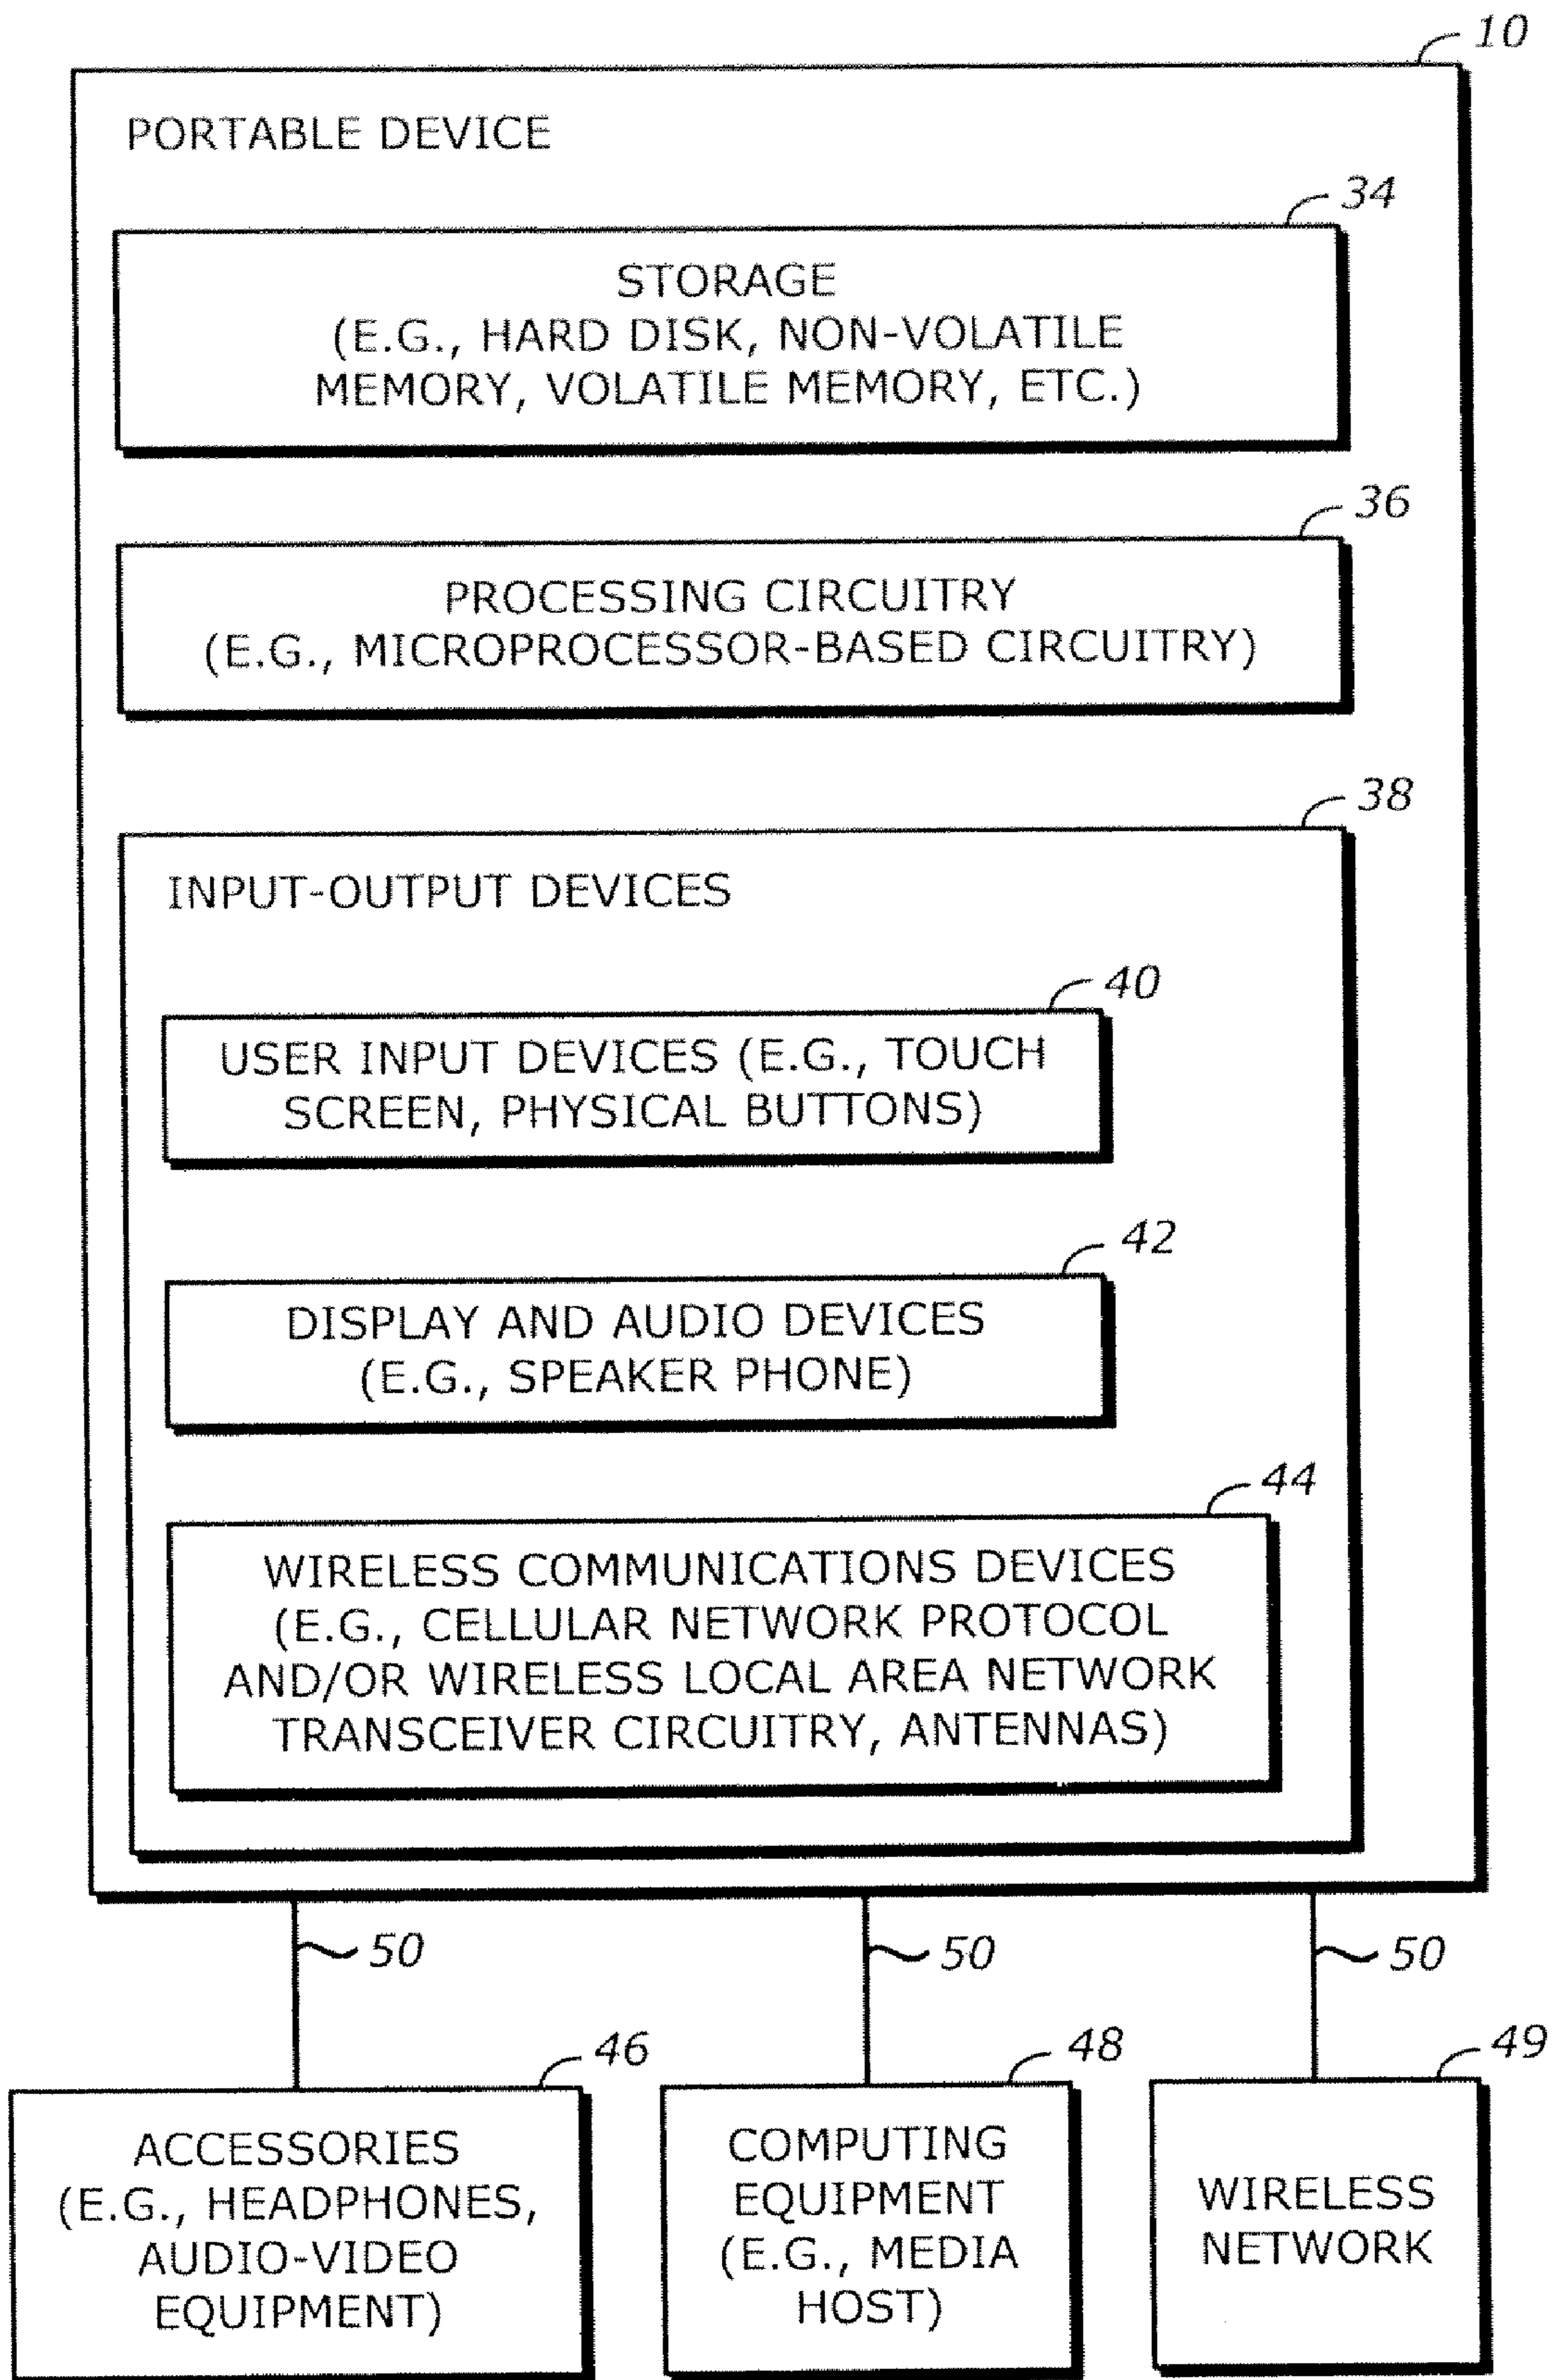 10
PORTABLE DEVICE
34
STORAGE
(E.G., HARD DISK, NON-VOLATILE
MEMORY, VOLATILE MEMORY, ETC.)
36
PROCESSING CIRCUITRY
(E.G., MICROPROCESSOR-BASED CIRCUITRY)
38
INPUT-OUTPUT DEVICES
40
USER INPUT DEVICES (E.G., TOUCH
SCREEN, PHYSICAL BUTTONS)
42
DISPLAY AND AUDIO DEVICES
(E.G., SPEAKER PHONE)
44
WIRELESS COMMUNICATIONS DEVICES
(E.G., CELLULAR NETWORK PROTOCOL
AND/OR WIRELESS LOCAL AREA NETWORK
TRANSCEIVER CIRCUITRY, ANTENNAS)
50
50
50
46
ACCESSORIES
(E.G., HEADPHONES,
AUDIO-VIDEO
EQUIPMENT)
48
COMPUTING
EQUIPMENT
(E.G., MEDIA
HOST)
49
WIRELESS
NETWORK